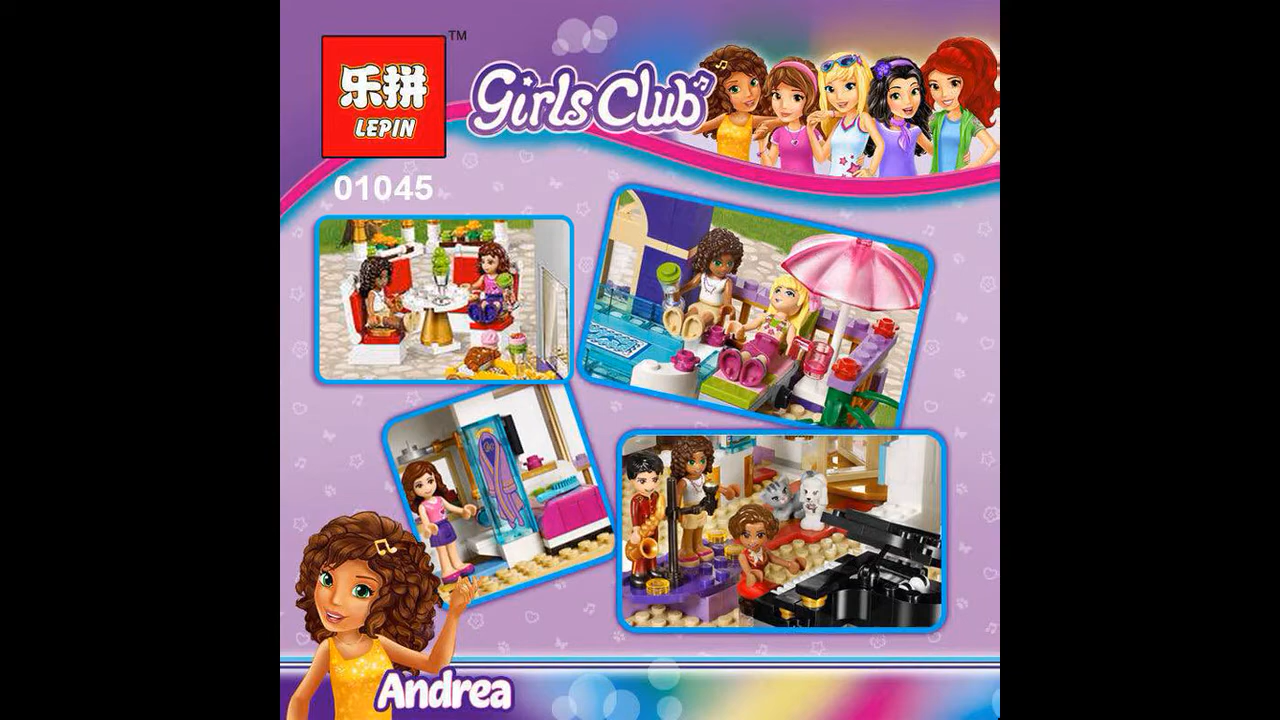 乐拼
LEPIN
TM
Girls Club
01045
Andrea